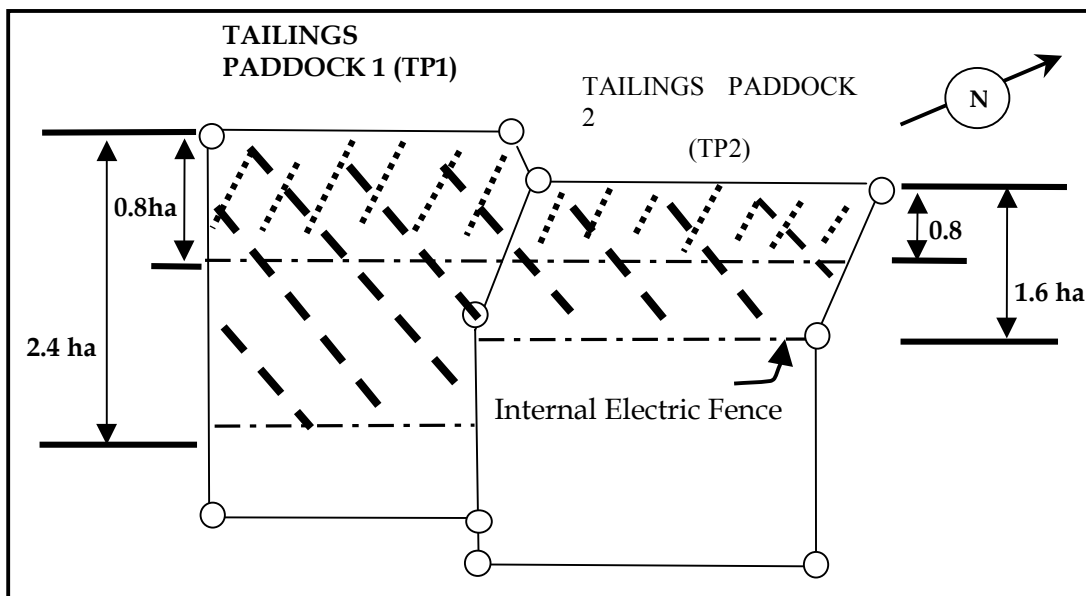 TAILINGS
PADDOCK 1 (TP1)
TAILINGS PADDOCK
2
(TP2)
N
0.8ha
0.8
1.6 ha
2.4 ha
Internal Electric Fence